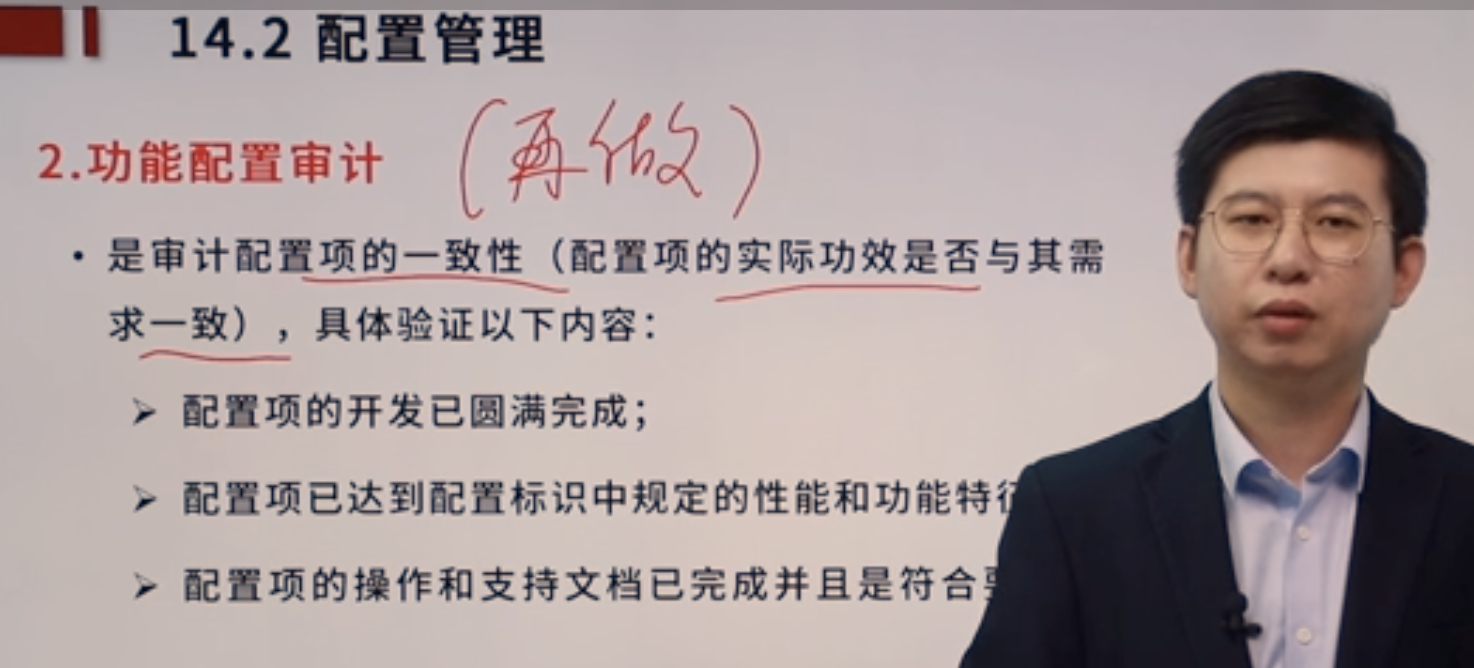 14.2 配置管理
2.功能配置审计 (再做)
• 是审计配置项的一致性（配置项的实际功效是否与其需
求一致），具体验证以下内容：
➢ 配置项的开发已圆满完成；
➢ 配置项已达到配置标识中规定的性能和功能特
➢ 配置项的操作和支持文档已完成并且是符合